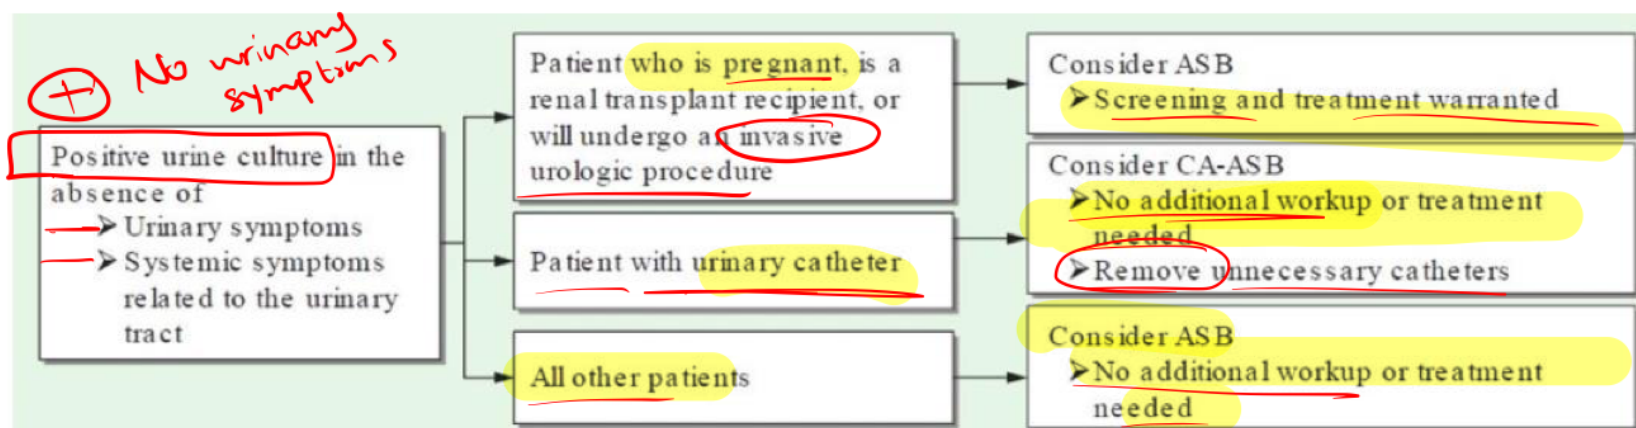 + No urinary
symptoms
Positive urine culture in the
absence of
➢ Urinary symptoms
➢ Systemic symptoms
related to the urinary
tract
Patient who is pregnant, is a
renal transplant recipient, or
will undergo an invasive
urologic procedure
Consider ASB
➢ Screening and treatment warranted
Patient with urinary catheter
Consider CA-ASB
➢ No additional workup or treatment
needed
➢ Remove unnecessary catheters
All other patients
Consider ASB
➢ No additional workup or treatment
needed